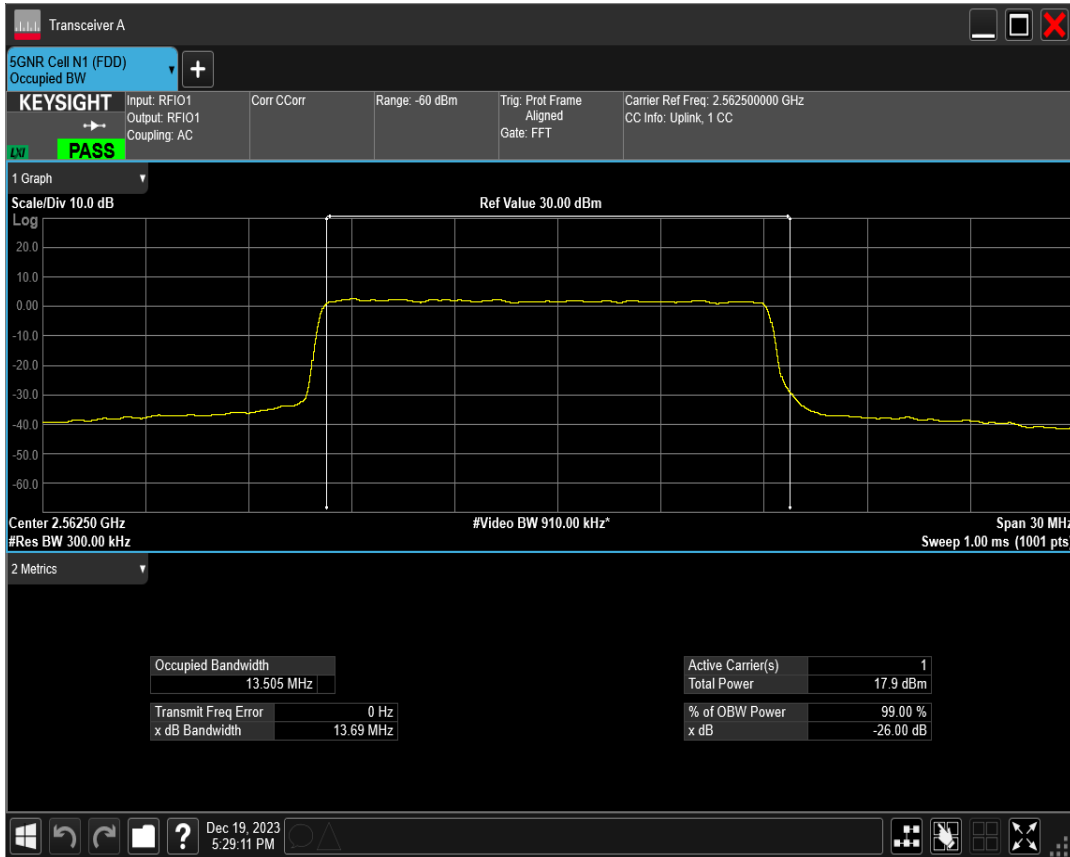 Transceiver A
5GNR Cell N1 (FDD)
Occupied BW
+
KEYSIGHT
LXI
PASS
Input: RFIO1
Output: RFIO1
Coupling: AC
Corr CCorr
Range: -60 dBm
Trig: Prot Frame
Aligned
Gate: FFT
Carrier Ref Freq: 2.562500000 GHz
CC Info: Uplink, 1 CC
1 Graph
Scale/Div 10.0 dB
Ref Value 30.00 dBm
Log
20.0
10.0
0.00
-10.0
-20.0
-30.0
-40.0
-50.0
-60.0
Center 2.56250 GHz
#Video BW 910.00 kHz*
Span 30 MHz
#Res BW 300.00 kHz
Sweep 1.00 ms (1001 pts)
2 Metrics
Occupied Bandwidth
13.505 MHz
Transmit Freq Error 0 Hz
x dB Bandwidth 13.69 MHz
Active Carrier(s) 1
Total Power 17.9 dBm
% of OBW Power 99.00 %
x dB -26.00 dB
?
Dec 19, 2023
5:29:11 PM